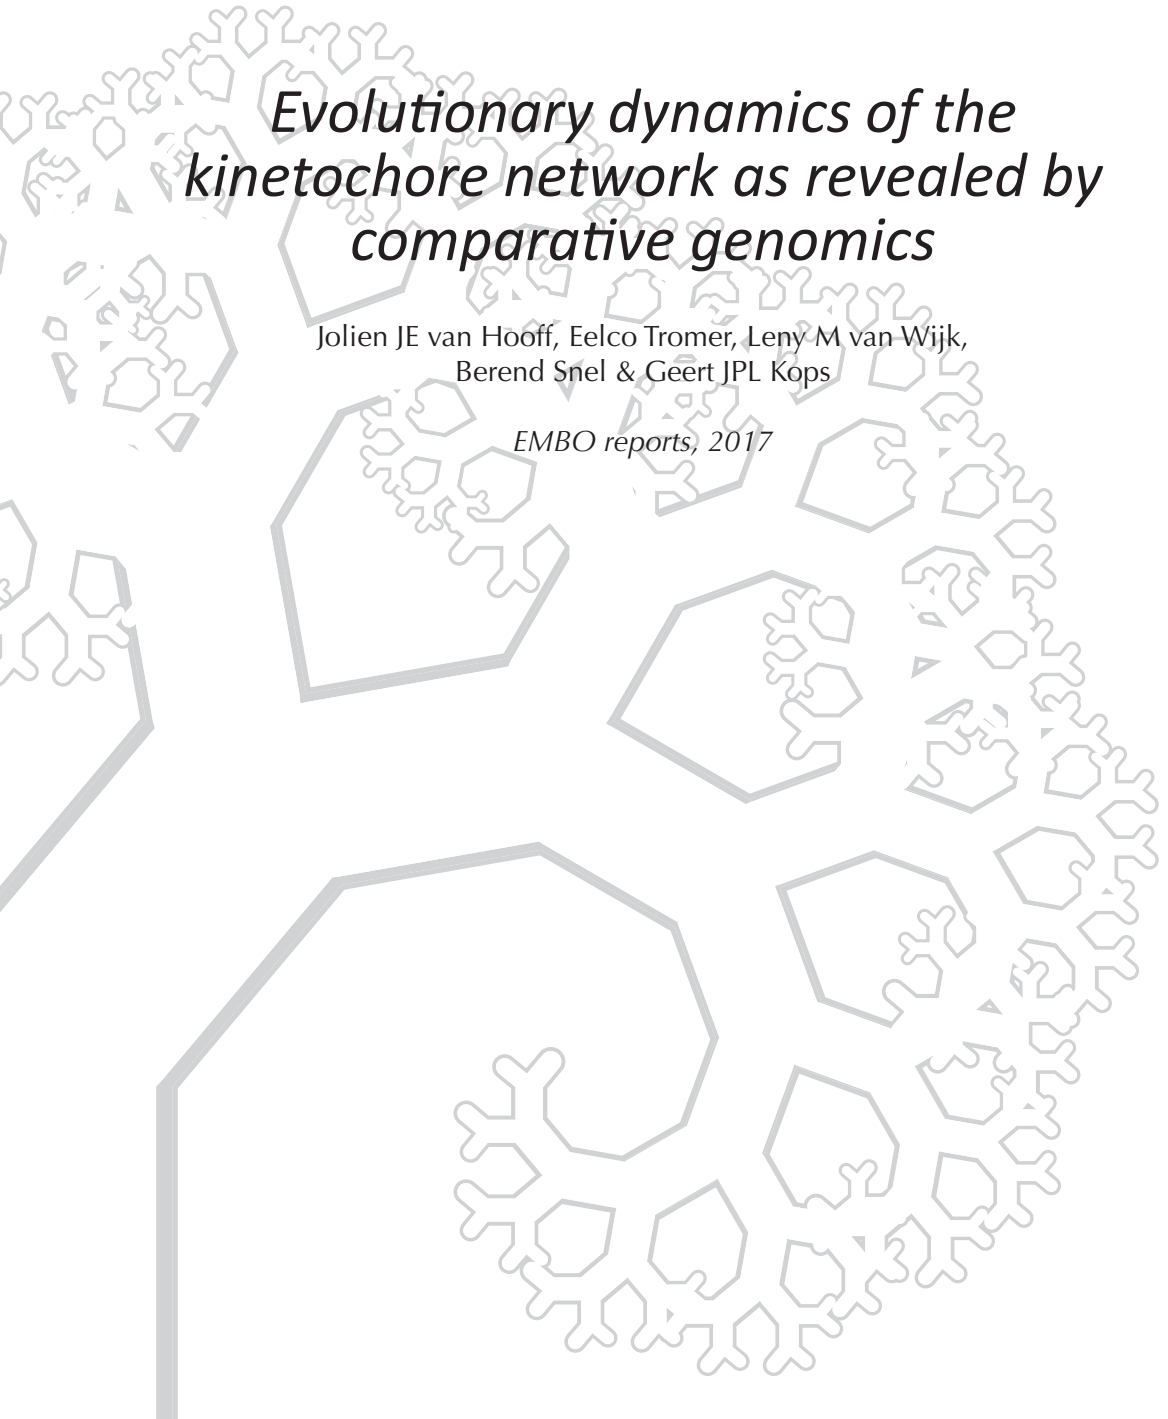 Evolutionary dynamics of the
kinetochore network as revealed by
comparative genomics
Jolien JE van Hooff, Eelco Tromer, Leny M van Wijk,
Berend Snel & Geert JPL Kops
EMBO reports, 2017